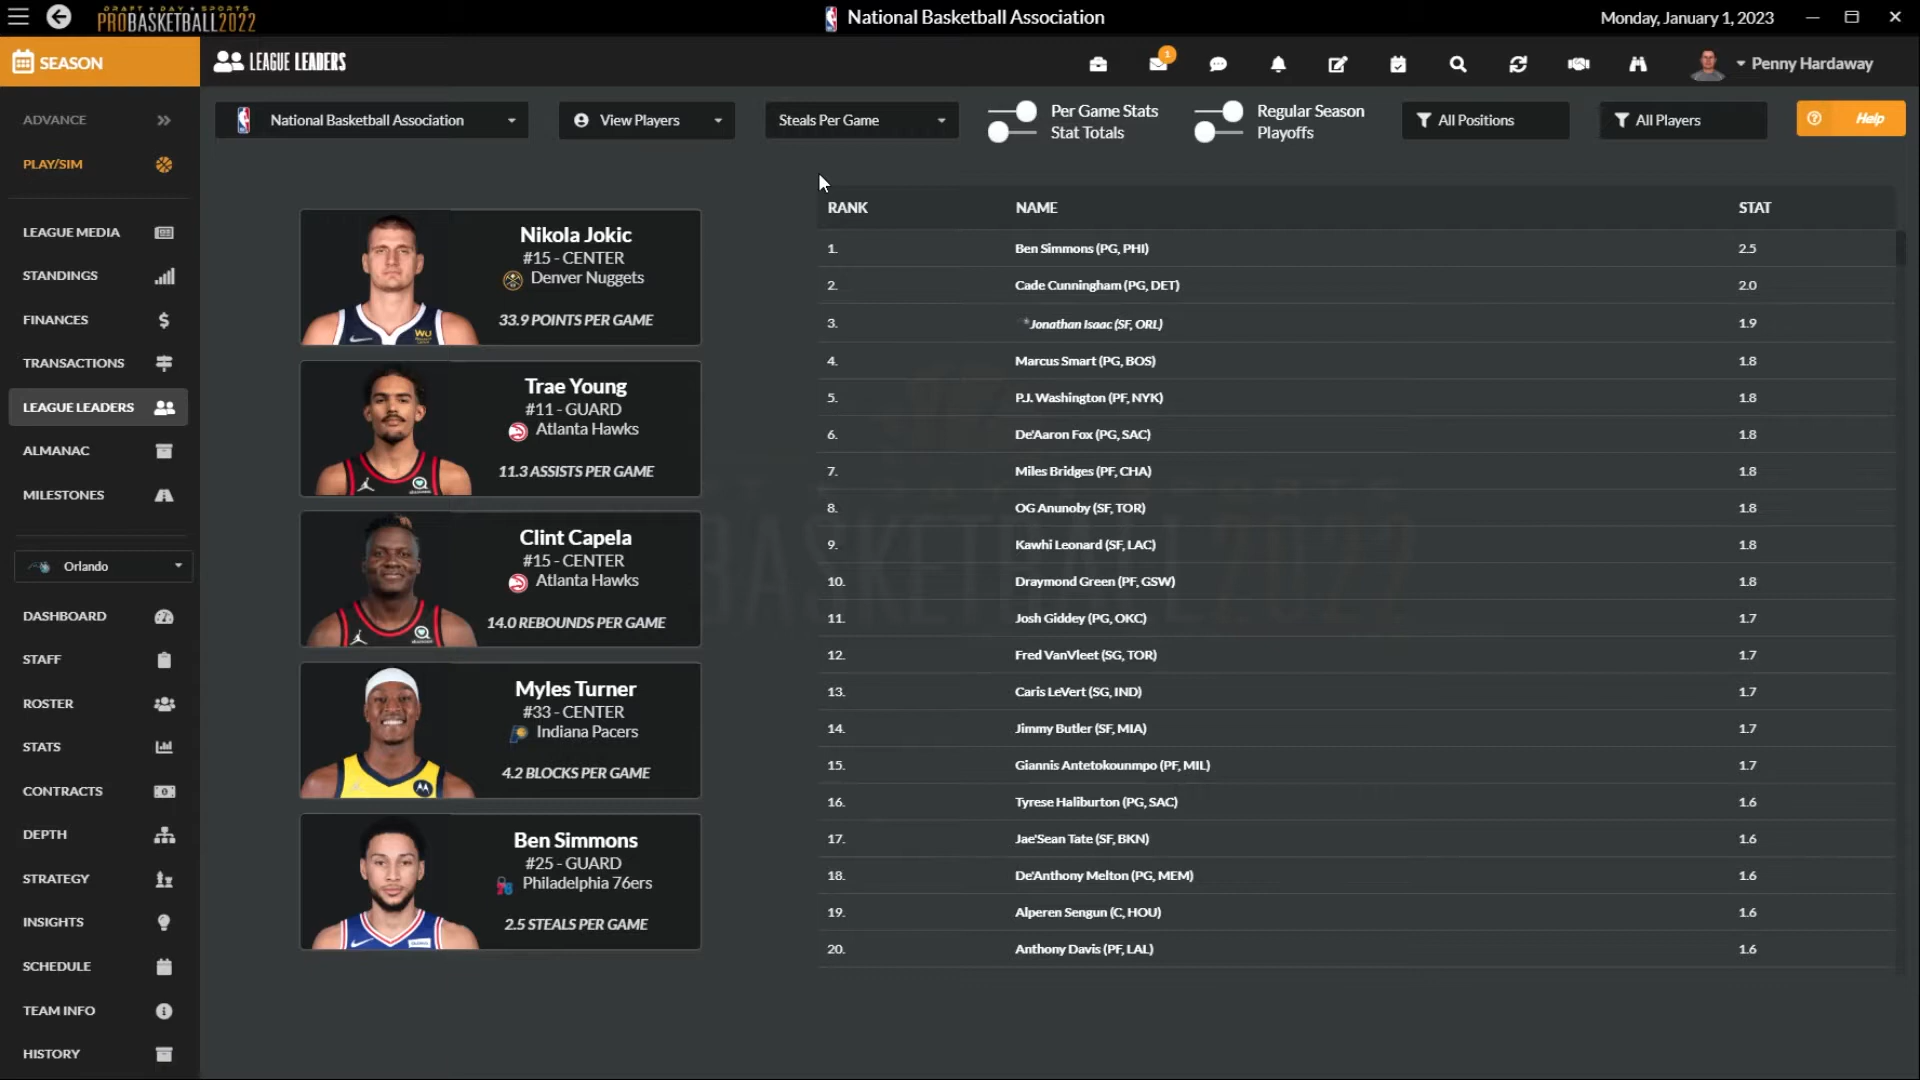 DRAFT • DAY • SPORTS
PROBASKETBALL2022
National Basketball Association
Monday, January 1, 2023
SEASON
LEAGUE LEADERS
1
Penny Hardaway
ADVANCE
PLAY/SIM
LEAGUE MEDIA
STANDINGS
FINANCES
TRANSACTIONS
LEAGUE LEADERS
ALMANAC
MILESTONES
Orlando
DASHBOARD
STAFF
ROSTER
STATS
CONTRACTS
DEPTH
STRATEGY
INSIGHTS
SCHEDULE
TEAM INFO
HISTORY
National Basketball Association
View Players
Steals Per Game
Per Game Stats
Stat Totals
Regular Season
Playoffs
All Positions
All Players
Help
Nikola Jokic
#15 - CENTER
Denver Nuggets
33.9 POINTS PER GAME
Trae Young
#11 - GUARD
Atlanta Hawks
11.3 ASSISTS PER GAME
Clint Capela
#15 - CENTER
Atlanta Hawks
14.0 REBOUNDS PER GAME
Myles Turner
#33 - CENTER
Indiana Pacers
4.2 BLOCKS PER GAME
Ben Simmons
#25 - GUARD
Philadelphia 76ers
2.5 STEALS PER GAME
RANK NAME STAT
1. Ben Simmons (PG, PHI) 2.5
2. Cade Cunningham (PG, DET) 2.0
3. *Jonathan Isaac (SF, ORL) 1.9
4. Marcus Smart (PG, BOS) 1.8
5. P.J. Washington (PF, NYK) 1.8
6. De'Aaron Fox (PG, SAC) 1.8
7. Miles Bridges (PF, CHA) 1.8
8. OG Anunoby (SF, TOR) 1.8
9. Kawhi Leonard (SF, LAC) 1.8
10. Draymond Green (PF, GSW) 1.8
11. Josh Giddey (PG, OKC) 1.7
12. Fred VanVleet (SG, TOR) 1.7
13. Caris LeVert (SG, IND) 1.7
14. Jimmy Butler (SF, MIA) 1.7
15. Giannis Antetokounmpo (PF, MIL) 1.7
16. Tyrese Haliburton (PG, SAC) 1.6
17. Jae'Sean Tate (SF, BKN) 1.6
18. De'Anthony Melton (PG, MEM) 1.6
19. Alperen Sengun (C, HOU) 1.6
20. Anthony Davis (PF, LAL) 1.6